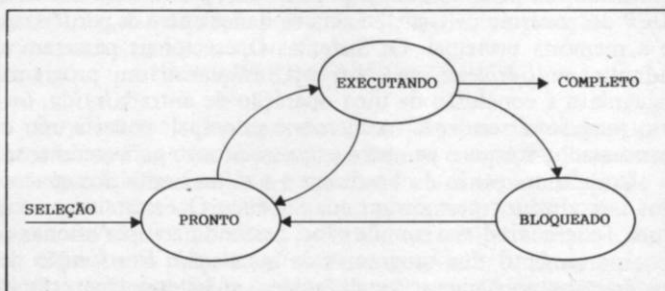 EXECUTANDO
COMPLETO
SELEÇÃO
PRONTO
BLOQUEADO